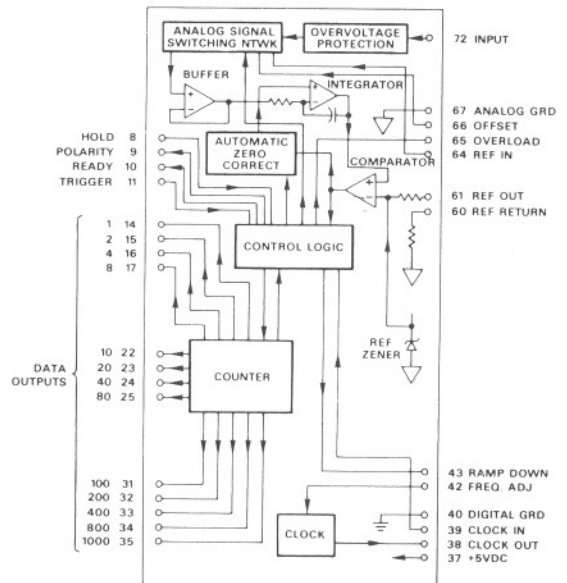 ANALOG SIGNAL
SWITCHING NTWK
OVERVOLTAGE
PROTECTION
72 INPUT
BUFFER
INTEGRATOR
67 ANALOG GRD
66 OFFSET
65 OVERLOAD
64 REF IN
HOLD 8
POLARITY 9
READY 10
TRIGGER 11
AUTOMATIC
ZERO
CORRECT
COMPARATOR
61 REF OUT
60 REF RETURN
1 14
2 15
4 16
8 17
CONTROL LOGIC
REF
ZENER
DATA
OUTPUTS
10 22
20 23
40 24
80 25
COUNTER
100 31
200 32
400 33
800 34
1000 35
43 RAMP DOWN
42 FREQ. ADJ
CLOCK
40 DIGITAL GRD
39 CLOCK IN
38 CLOCK OUT
37 +5VDC
+
−
+
−
+
−